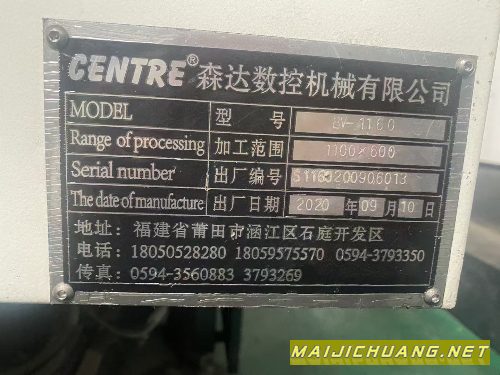 CENTRE® 森达数控机械有限公司
MODEL 型号
Range of processing 加工范围 1100×600
Serial number 出厂编号 S1160200906013
The date of manufacture 出厂日期 2020 年 09 月 10 日
地址：福建省莆田市涵江区石庭开发区
电话：18050528280 18059575570 0594-3793350
传真：0594-3560883 3793269
MAIJICHUANG.NET